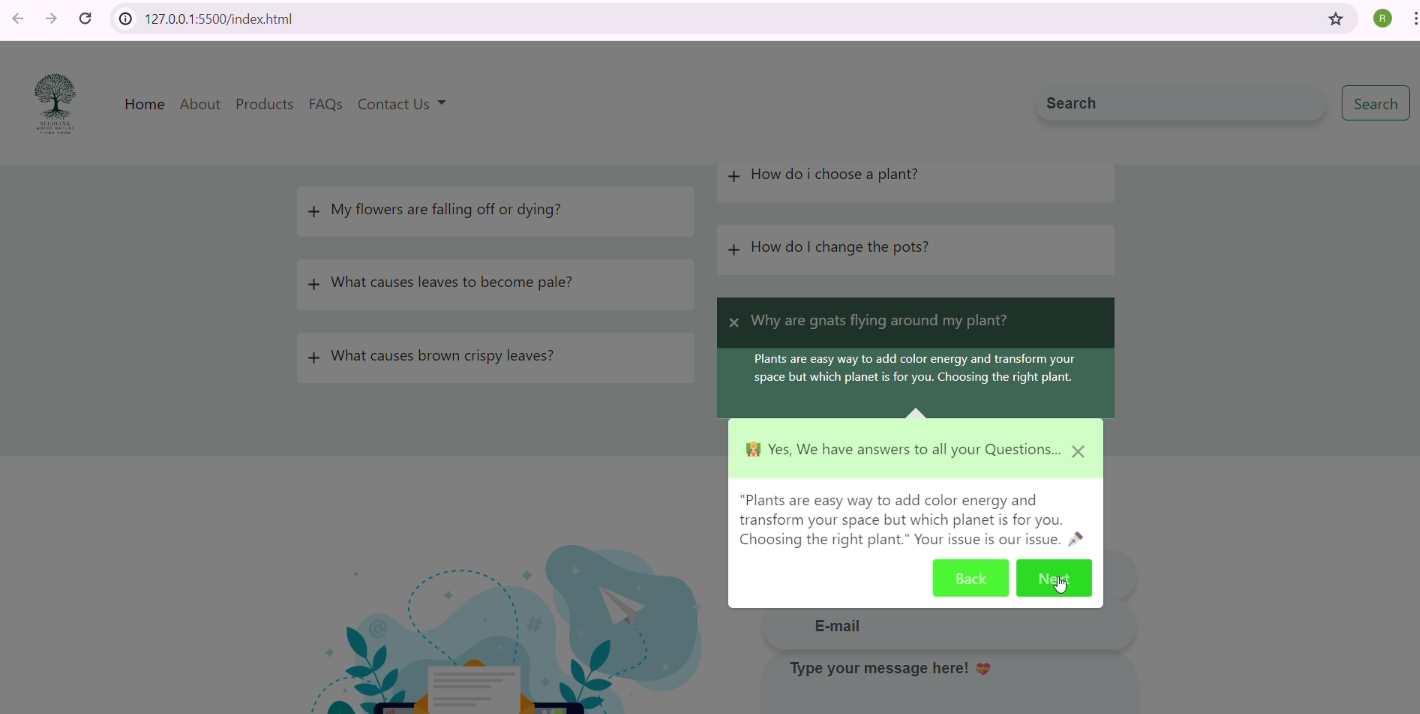 127.0.0.1:5500/index.html
R
SEEDLINK
WHERE NATURE
FINDS HOME
Home About Products FAQs Contact Us
Search
Search
+ My flowers are falling off or dying?
+ What causes leaves to become pale?
+ What causes brown crispy leaves?
+ How do i choose a plant?
+ How do I change the pots?
× Why are gnats flying around my plant?
Plants are easy way to add color energy and transform your
space but which planet is for you. Choosing the right plant.
Yes, We have answers to all your Questions...
"Plants are easy way to add color energy and
transform your space but which planet is for you.
Choosing the right plant." Your issue is our issue.
Back
Next
E-mail
Type your message here!
@
#